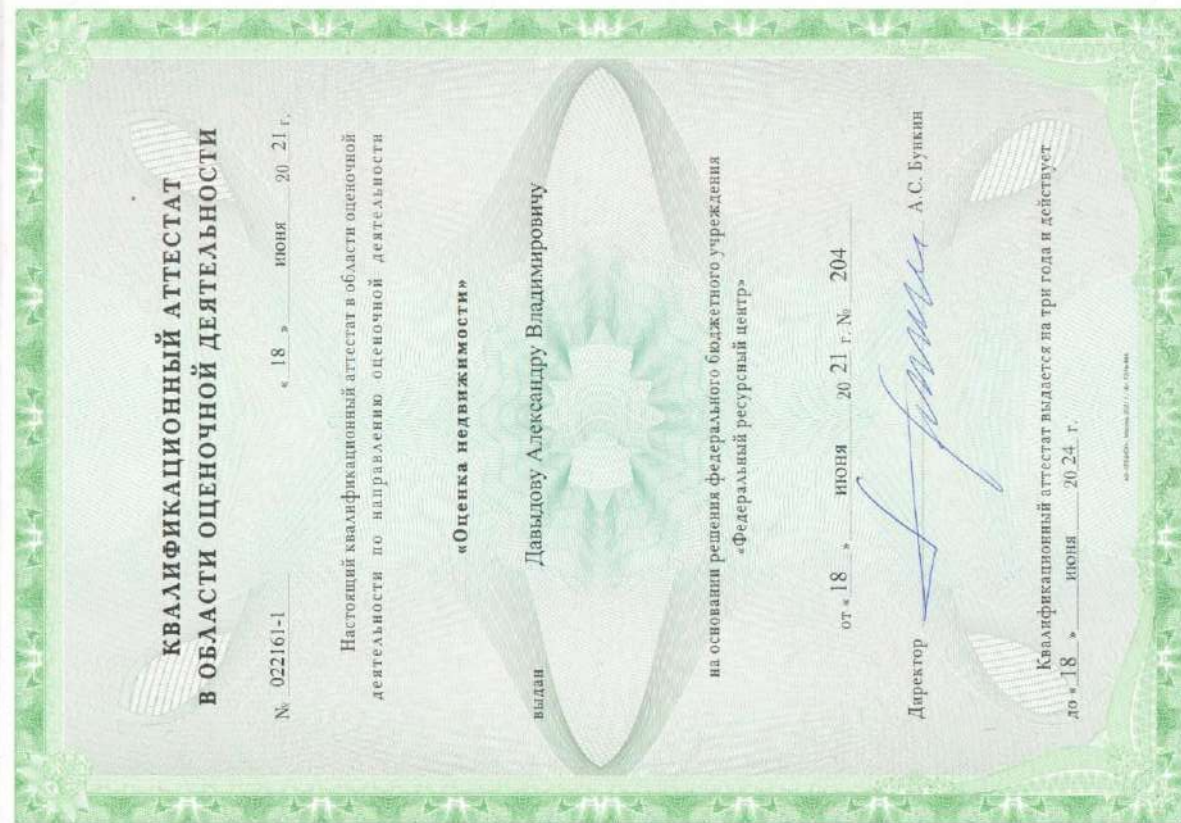 КВАЛИФИКАЦИОННЫЙ АТТЕСТАТ
В ОБЛАСТИ ОЦЕНОЧНОЙ ДЕЯТЕЛЬНОСТИ
№ 022161-1 « 18 » июня 20 21 г.
Настоящий квалификационный аттестат в области оценочной
деятельности по направлению оценочной деятельности
«Оценка недвижимости»
выдан Давыдову Александру Владимировичу
на основании решения федерального бюджетного учреждения
«Федеральный ресурсный центр»
от « 18 » июня 20 21 г. № 204
Директор А.С. Бункин
Квалификационный аттестат выдается на три года и действует
до « 18 » июня 20 24 г.